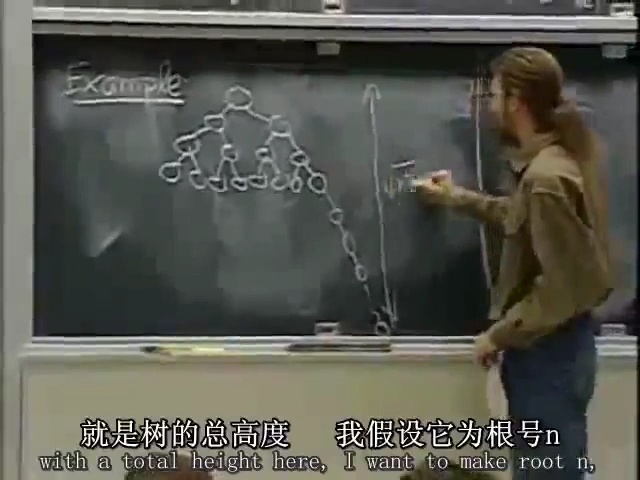 Example
√n
就是树的总高度 我假设它为根号n
with a total height here, I want to make root n,